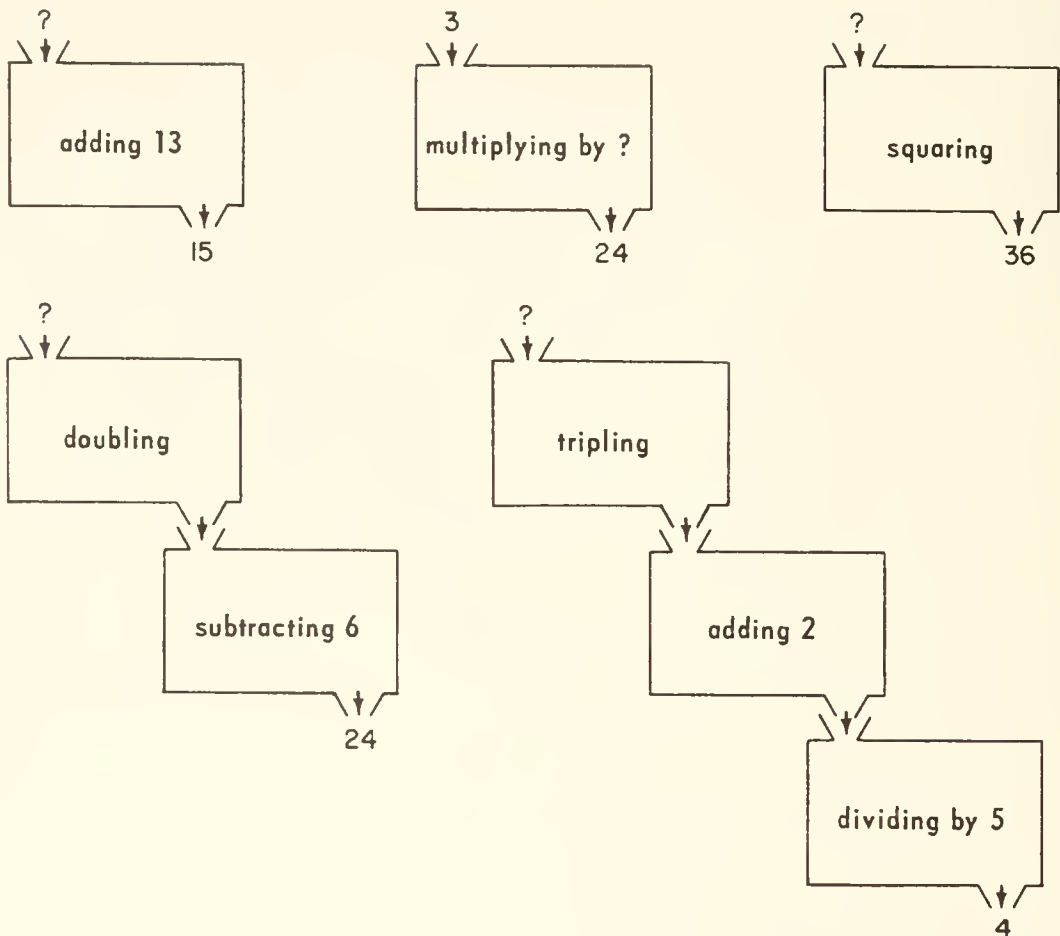 ? 3 ?
adding 13 multiplying by ? squaring
15 24 36
? ?
doubling tripling
subtracting 6 adding 2
24
dividing by 5
4